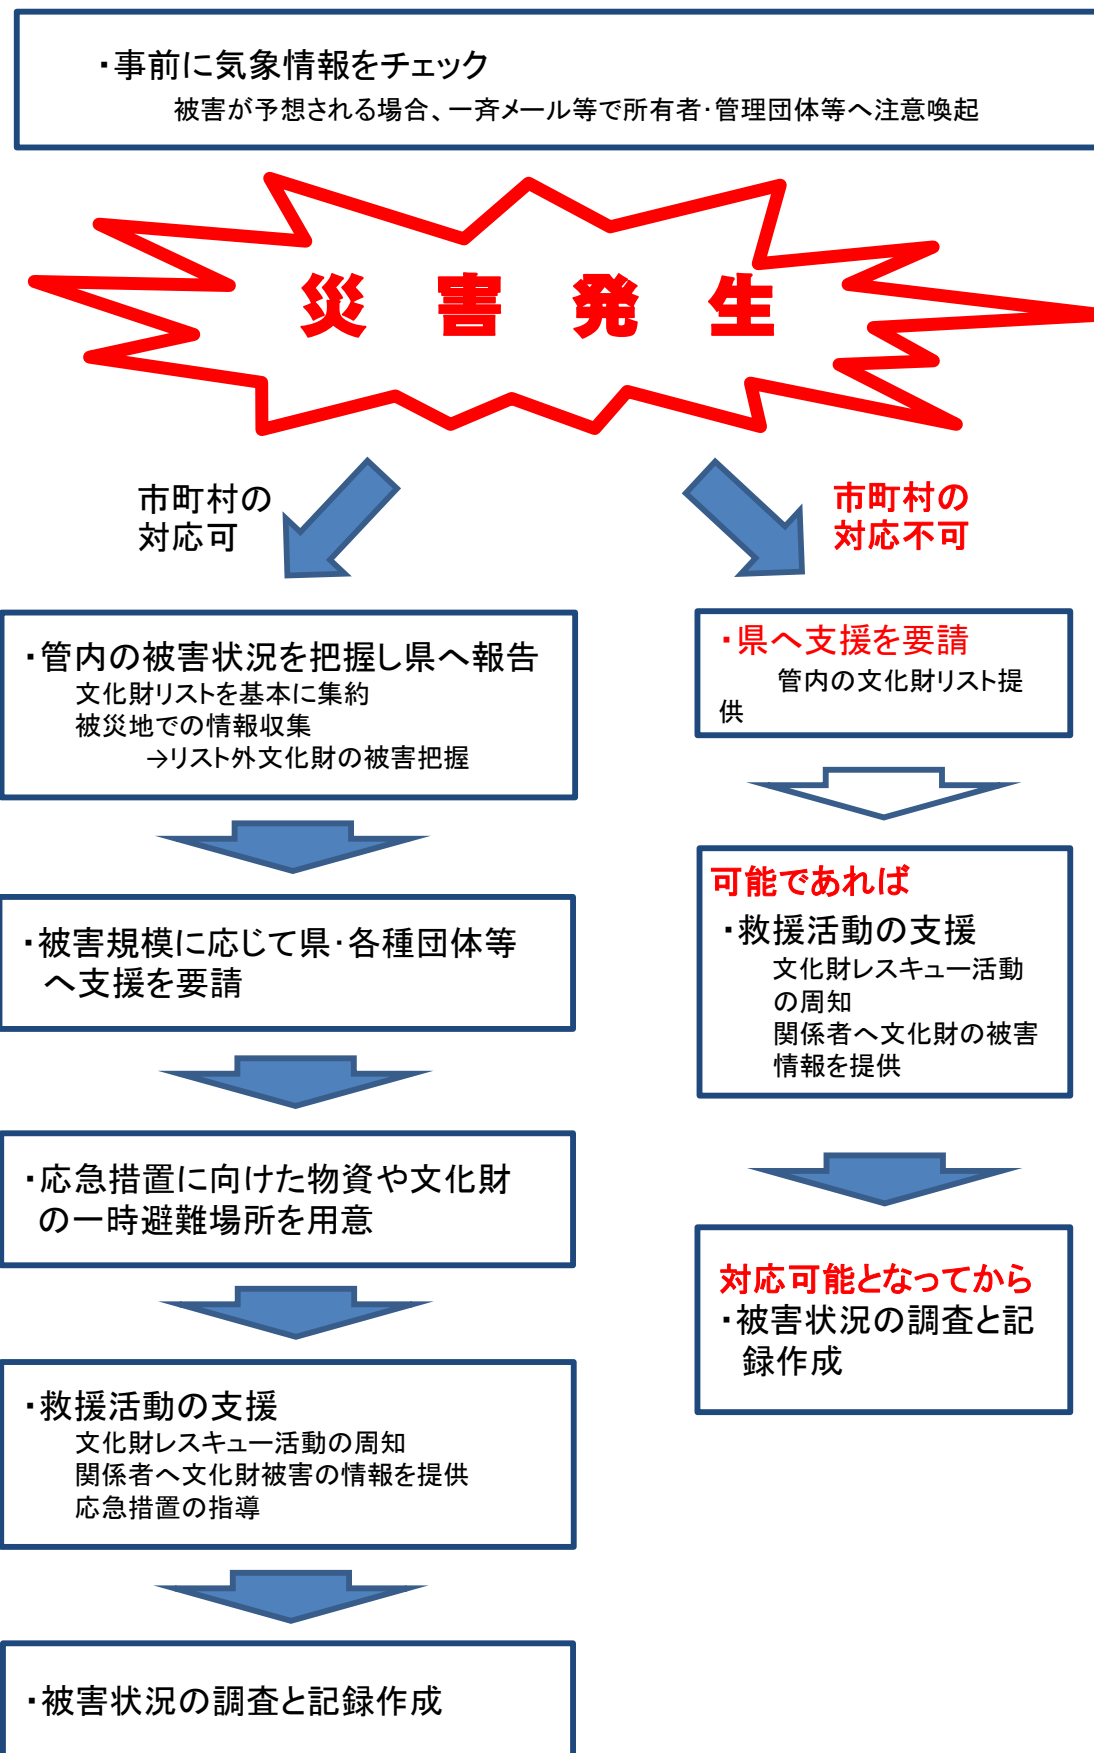 ・事前に気象情報をチェック
被害が予想される場合、一斉メール等で所有者・管理団体等へ注意喚起
災害発生
市町村の
対応可
市町村の
対応不可
・管内の被害状況を把握し県へ報告
文化財リストを基本に集約
被災地での情報収集
→リスト外文化財の被害把握
・被害規模に応じて県・各種団体等
へ支援を要請
・応急措置に向けた物資や文化財
の一時避難場所を用意
・救援活動の支援
文化財レスキュー活動の周知
関係者へ文化財被害の情報を提供
応急措置の指導
・被害状況の調査と記録作成
・県へ支援を要請
管内の文化財リスト提
供
可能であれば
・救援活動の支援
文化財レスキュー活動
の周知
関係者へ文化財の被害
情報を提供
対応可能となってから
・被害状況の調査と記
録作成